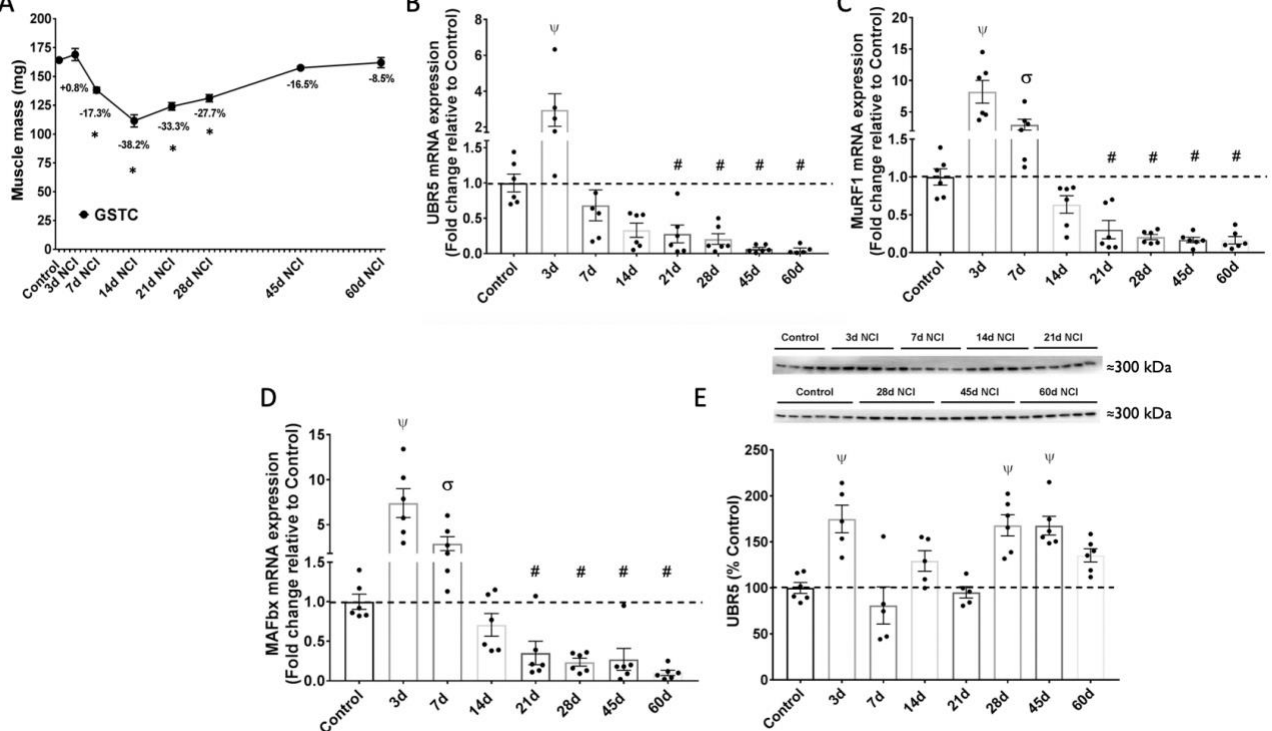 A
Muscle mass (mg)
200
175
150
125
100
75
50
25
0
+0.8%
-17.3%
*
-38.2%
*
-33.3%
*
-27.7%
*
-16.5%
-8.5%
GSTC
Control
3d NCI
7d NCI
14d NCI
21d NCI
28d NCI
45d NCI
60d NCI
B
UBR5 mRNA expression
(Fold change relative to Control)
8
6
4
2
1.5
1.0
0.5
0.0
ψ
# # # #
Control 3d 7d 14d 21d 28d 45d 60d
C
MuRF1 mRNA expression
(Fold change relative to Control)
20
15
10
5
1.5
1.0
0.5
0.0
ψ
σ
# # # #
Control 3d 7d 14d 21d 28d 45d 60d
D
MAFbx mRNA expression
(Fold change relative to Control)
15
10
5
1.5
1.0
0.5
0.0
ψ
σ
# # # #
Control 3d 7d 14d 21d 28d 45d 60d
E
Control 3d NCI 7d NCI 14d NCI 21d NCI
≈300 kDa
Control 28d NCI 45d NCI 60d NCI
≈300 kDa
UBR5 (% Control)
250
200
150
100
50
0
ψ ψ ψ
Control 3d 7d 14d 21d 28d 45d 60d